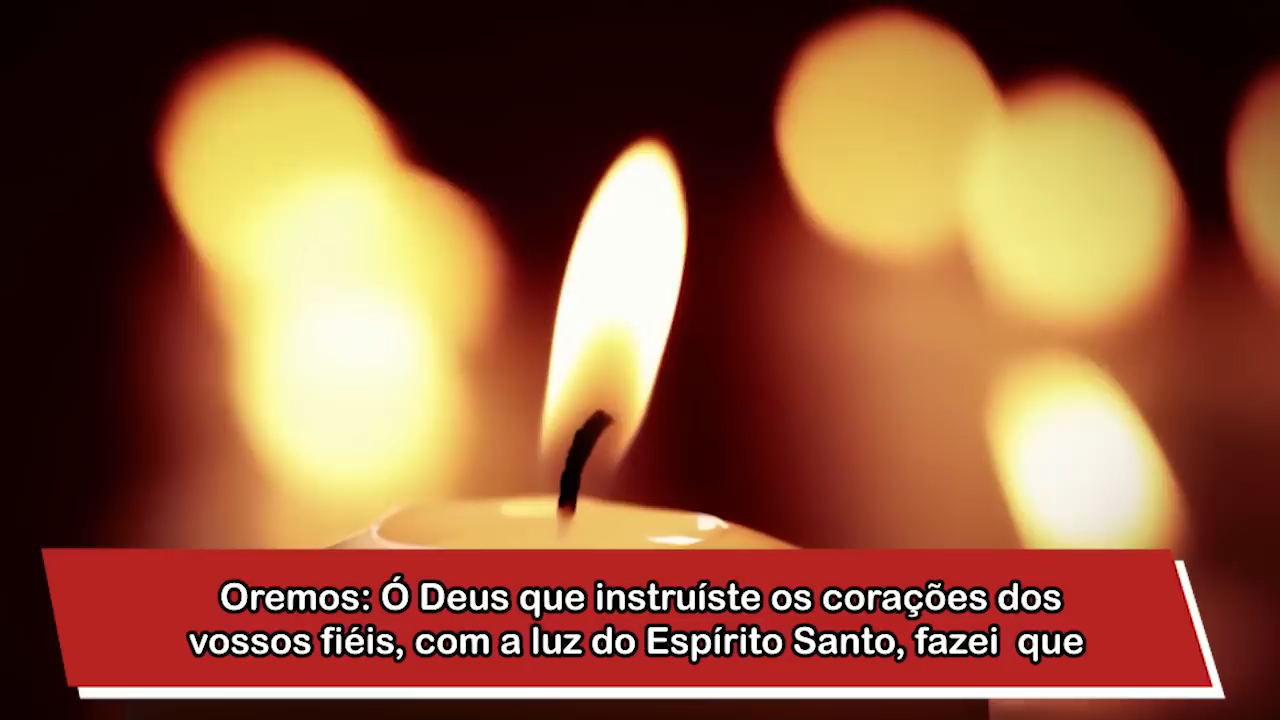 Oremos: Ó Deus que instruíste os corações dos
vossos fiéis, com a luz do Espírito Santo, fazei  que